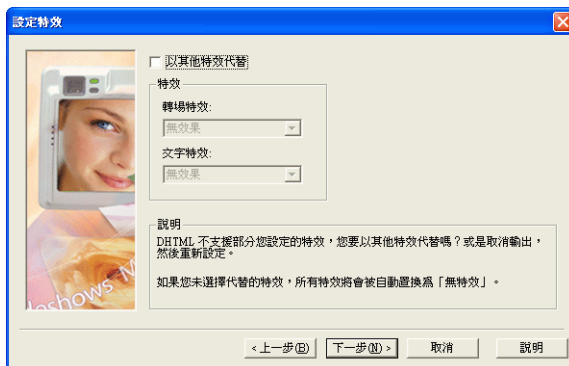 設定特效
以其他特效代替
特效
轉場特效:
無效果
文字特效:
無效果
說明
DHTML 不支援部分您設定的特效，您要以其他特效代替嗎？或是取消輸出，
然後重新設定。
如果您未選擇代替的特效，所有特效將會被自動置換為「無特效」。
< 上一步(B)
下一步(N) >
取消
說明